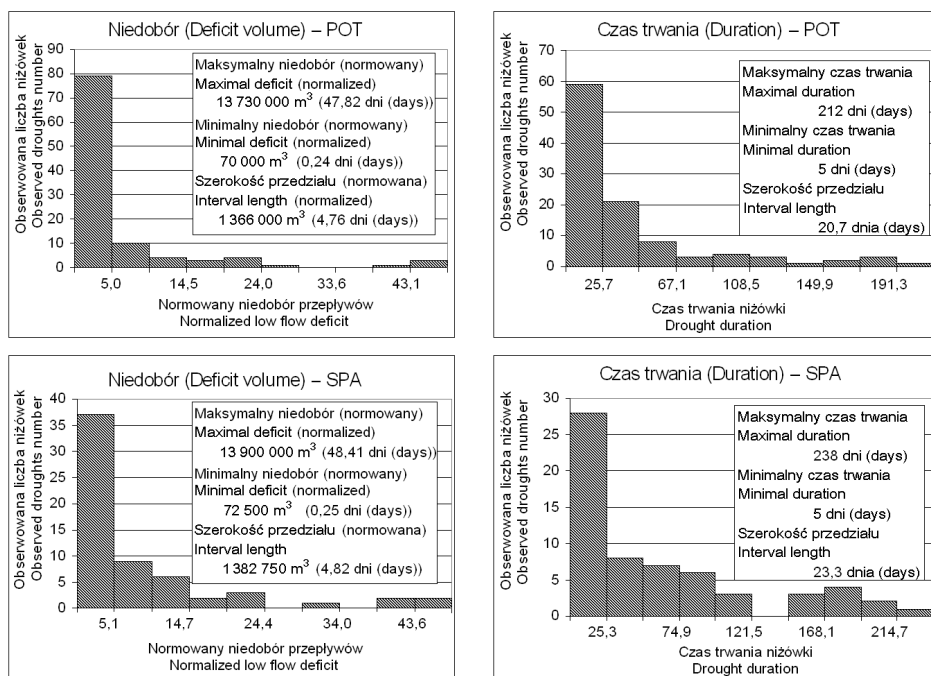 Niedobór (Deficit volume) – POT
Obserwowana liczba niżówek
Observed droughts number
90
80
70
60
50
40
30
20
10
0
Maksymalny niedobór (normowany)
Maximal deficit (normalized)
13 730 000 m³ (47,82 dni (days))
Minimalny niedobór (normowany)
Minimal deficit (normalized)
70 000 m³ (0,24 dni (days))
Szerokość przedziału (normowana)
Interval length (normalized)
1 366 000 m³ (4,76 dni (days))
5,0 14,5 24,0 33,6 43,1
Normowany niedobór przepływów
Normalized low flow deficit
Czas trwania (Duration) – POT
Obserwowana liczba niżówek
Observed droughts number
70
60
50
40
30
20
10
0
Maksymalny czas trwania
Maximal duration
212 dni (days)
Minimalny czas trwania
Minimal duration
5 dni (days)
Szerokość przedziału
Interval length
20,7 dnia (days)
25,7 67,1 108,5 149,9 191,3
Czas trwania niżówki
Drought duration
Niedobór (Deficit volume) – SPA
Obserwowana liczba niżówek
Observed droughts number
40
35
30
25
20
15
10
5
0
Maksymalny niedobór (normowany)
Maximal deficit (normalized)
13 900 000 m³ (48,41 dni (days))
Minimalny niedobór (normowany)
Minimal deficit (normalized)
72 500 m³ (0,25 dni (days))
Szerokość przedziału (normowana)
Interval length
1 382 750 m³ (4,82 dni (days))
5,1 14,7 24,4 34,0 43,6
Normowany niedobór przepływów
Normalized low flow deficit
Czas trwania (Duration) – SPA
Obserwowana liczba niżówek
Observed droughts number
30
25
20
15
10
5
0
Maksymalny czas trwania
Maximal duration
238 dni (days)
Minimalny czas trwania
Minimal duration
5 dni (days)
Szerokość przedziału
Interval length
23,3 dnia (days)
25,3 74,9 121,5 168,1 214,7
Czas trwania niżówki
Drought duration